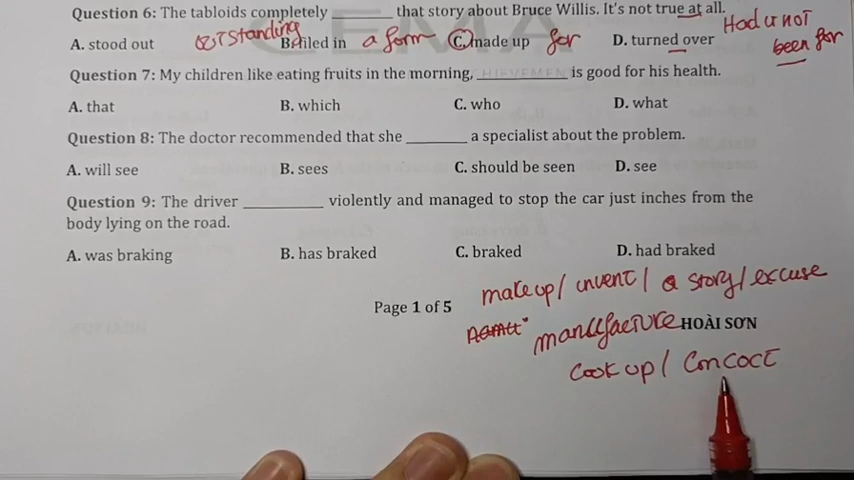 Question 6: The tabloids completely ________ that story about Bruce Willis. It's not true at all.
A. stood out outstanding B. filed in a form C. made up for D. turned over
Had it not been for
Question 7: My children like eating fruits in the morning, ________ is good for his health.
A. that B. which C. who D. what
Question 8: The doctor recommended that she ________ a specialist about the problem.
A. will see B. sees C. should be seen D. see
Question 9: The driver ________ violently and managed to stop the car just inches from the
body lying on the road.
A. was braking B. has braked C. braked D. had braked
make up / invent / a story / excuse
Page 1 of 5
manufacture HOÀI SƠN
cook up / concoct